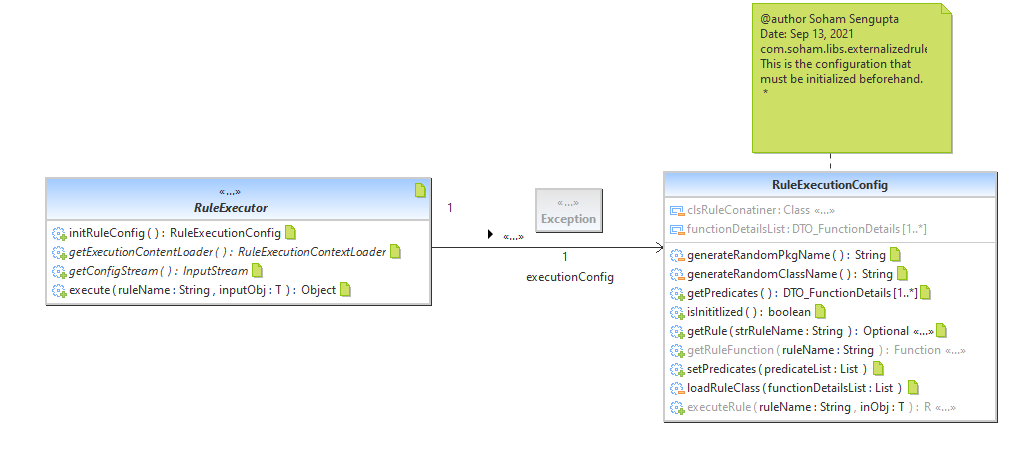 @author Soham Sengupta
Date: Sep 13, 2021
com.soham.libs.externalizedrule
This is the configuration that
must be initialized beforehand.
*
«...»
RuleExecutor
initRuleConfig ( ) : RuleExecutionConfig
getExecutionContentLoader ( ) : RuleExecutionContextLoader
getConfigStream ( ) : InputStream
execute ( ruleName : String , inputObj : T ) : Object
1
«...»
Exception
«...»
1
executionConfig
RuleExecutionConfig
clsRuleConatiner : Class «...»
functionDetailsList : DTO_FunctionDetails [1..*]
generateRandomPkgName ( ) : String
generateRandomClassName ( ) : String
getPredicates ( ) : DTO_FunctionDetails [1..*]
isInititlized ( ) : boolean
getRule ( strRuleName : String ) : Optional «...»
getRuleFunction ( ruleName : String ) : Function «...»
setPredicates ( predicateList : List )
loadRuleClass ( functionDetailsList : List )
executeRule ( ruleName : String , inObj : T ) : R «...»